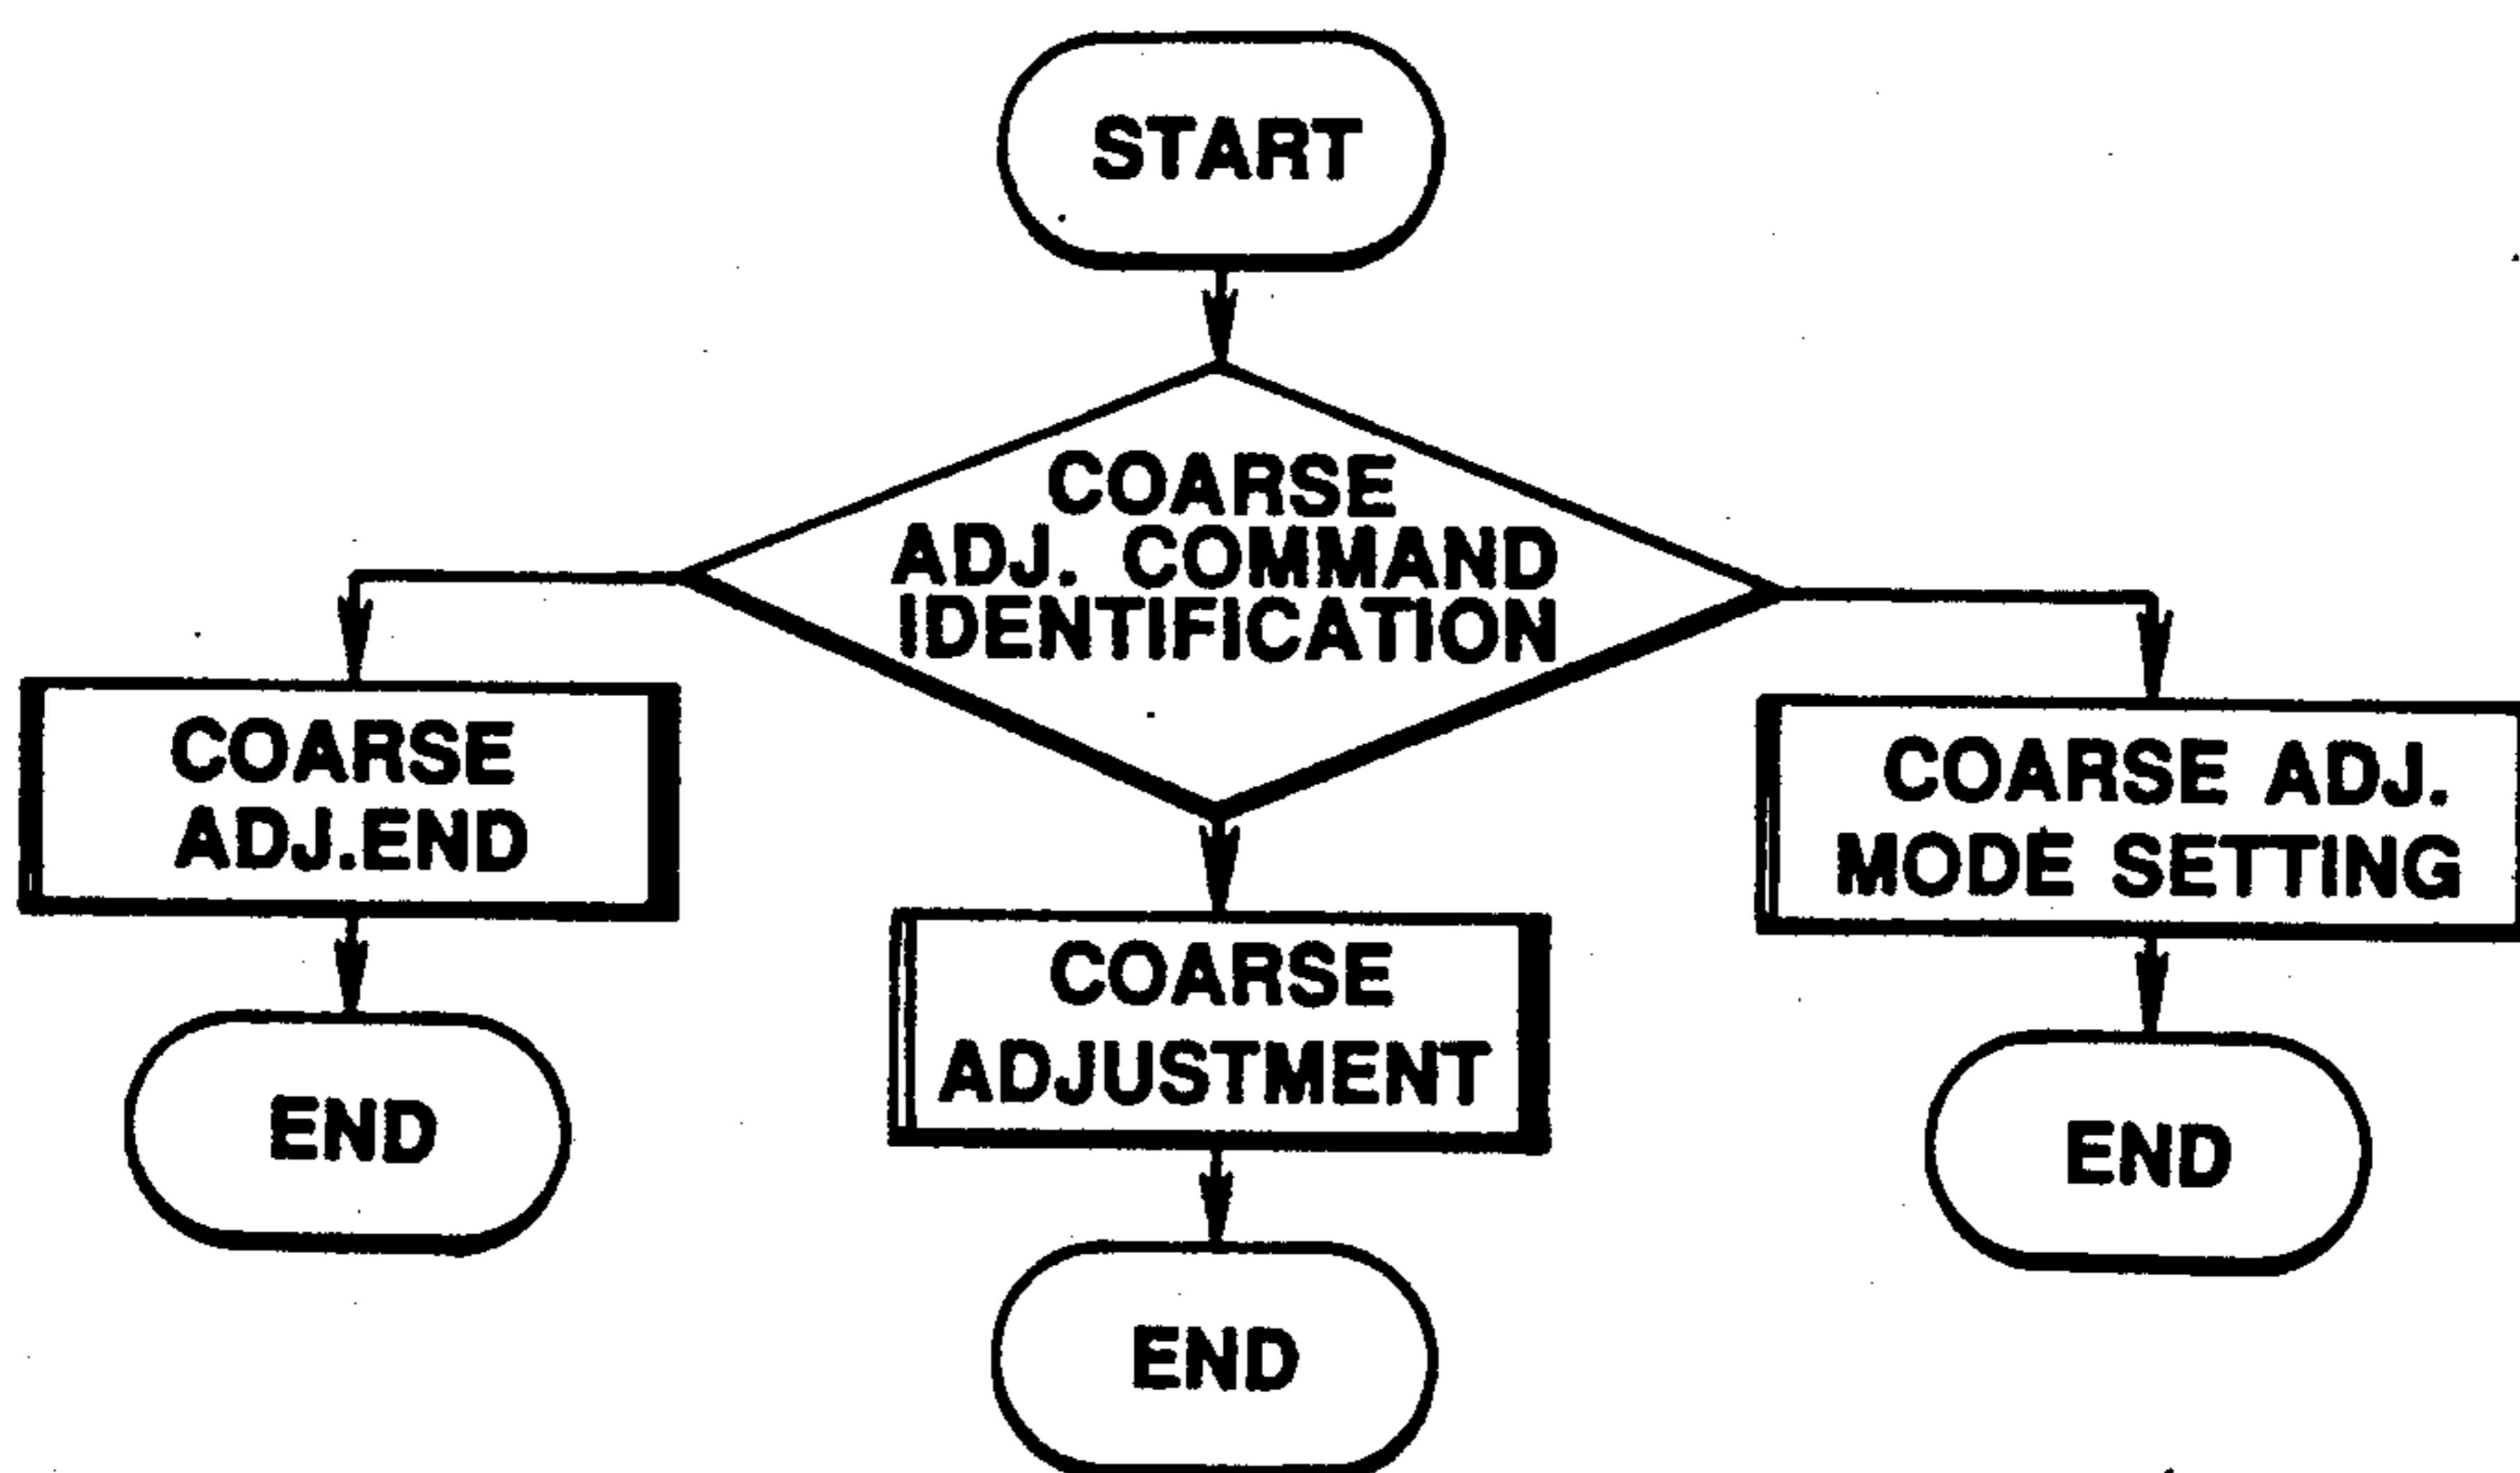 START
COARSE
ADJ. COMMAND
IDENTIFICATION
COARSE
ADJ.END
END
COARSE
ADJUSTMENT
END
COARSE ADJ.
MODE SETTING
END